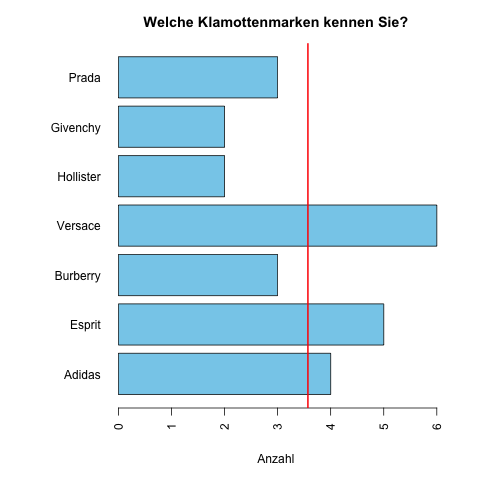 Welche Klamottenmarken kennen Sie?
Prada
Givenchy
Hollister
Versace
Burberry
Esprit
Adidas
0 1 2 3 4 5 6
Anzahl